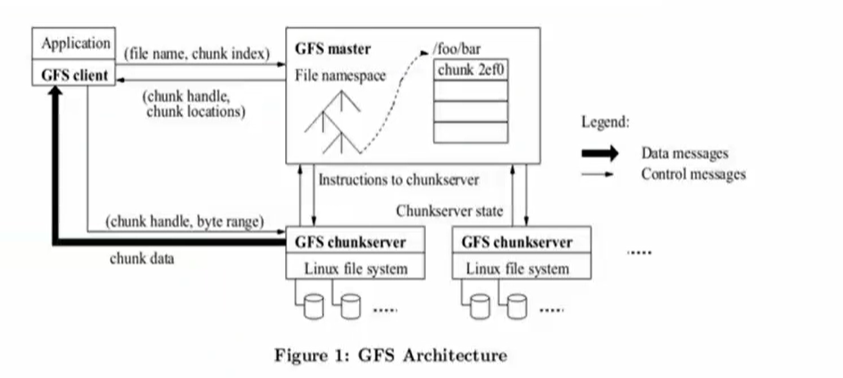 Application
GFS client
(file name, chunk index)
(chunk handle,
chunk locations)
GFS master
File namespace
/foo/bar
chunk 2ef0
Legend:
Data messages
Control messages
Instructions to chunkserver
Chunkserver state
(chunk handle, byte range)
chunk data
GFS chunkserver
Linux file system
.....
GFS chunkserver
Linux file system
.....
.....
Figure 1: GFS Architecture